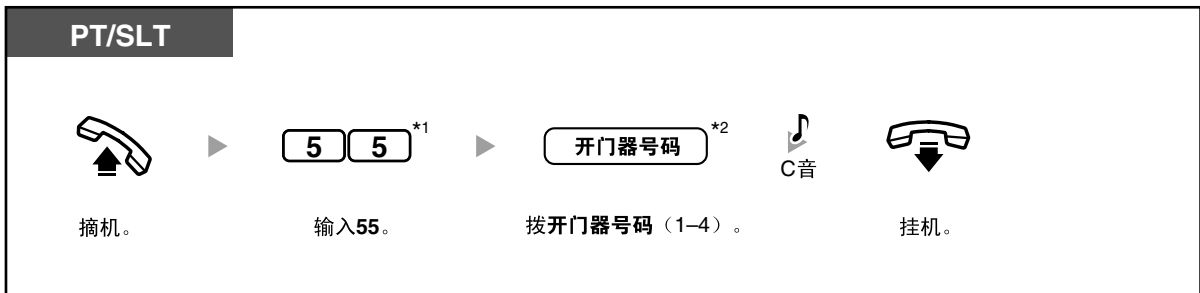 PT/SLT
5 5 *1
开门器号码 *2
C音
摘机。
输入55。
拨开门器号码（1–4）。
挂机。